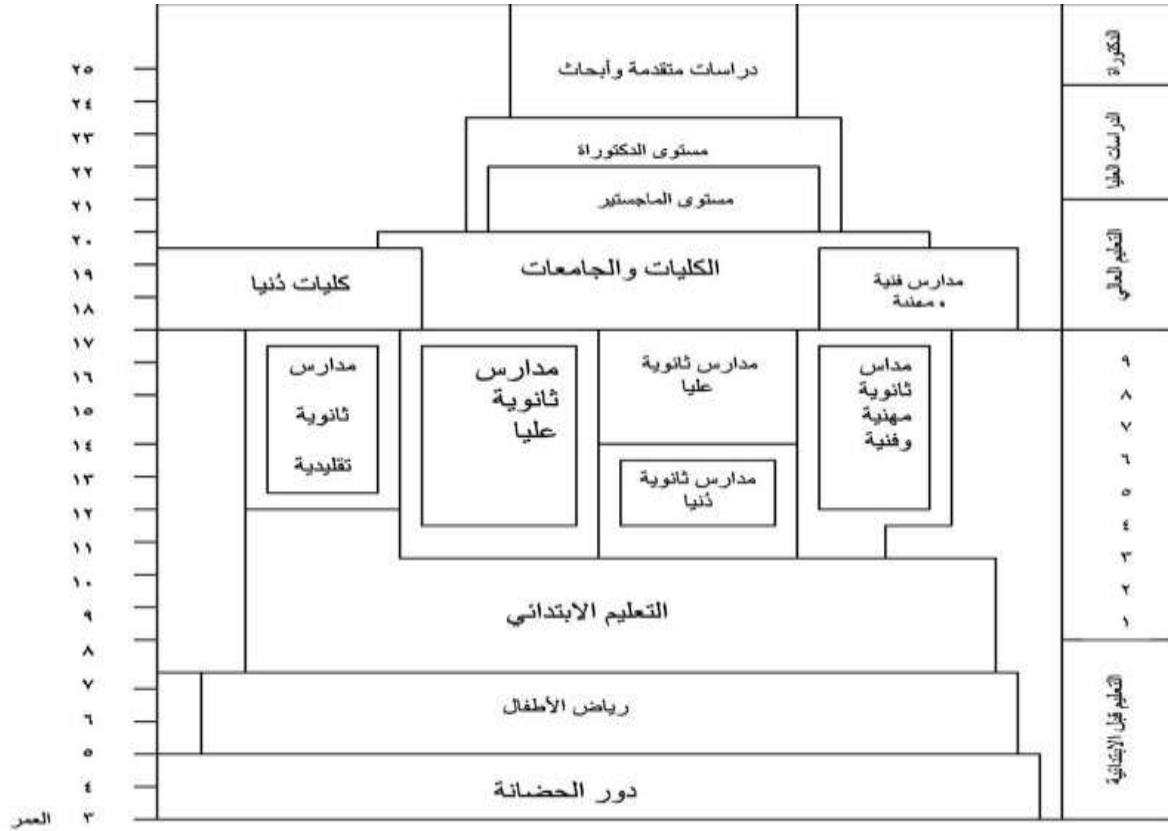 الدكتوراة
٢٥
دراسات متقدمة وأبحاث
٢٤
الدراسات العليا
٢٣
مستوى الدكتوراة
٢٢
مستوى الماجستير
٢١
٢٠
التعليم العالي
الكليات والجامعات
١٩
كليات دُنيا
مدارس فنية
ومهنية
١٨
١٧
مدارس
ثانوية
تقليدية
مدارس
ثانوية
عليا
مدارس ثانوية
عليا
مدارس ثانوية
دُنيا
مداس
ثانوية
مهنية
وفنية
٩
٨
٧
٦
٥
٤
٣
٢
١
١٦
١٥
١٤
١٣
١٢
١١
١٠
التعليم الابتدائي
٩
٨
٧
رياض الأطفال
التعليم قبل الابتدائية
٦
٥
دور الحضانة
٤
٣
العمر